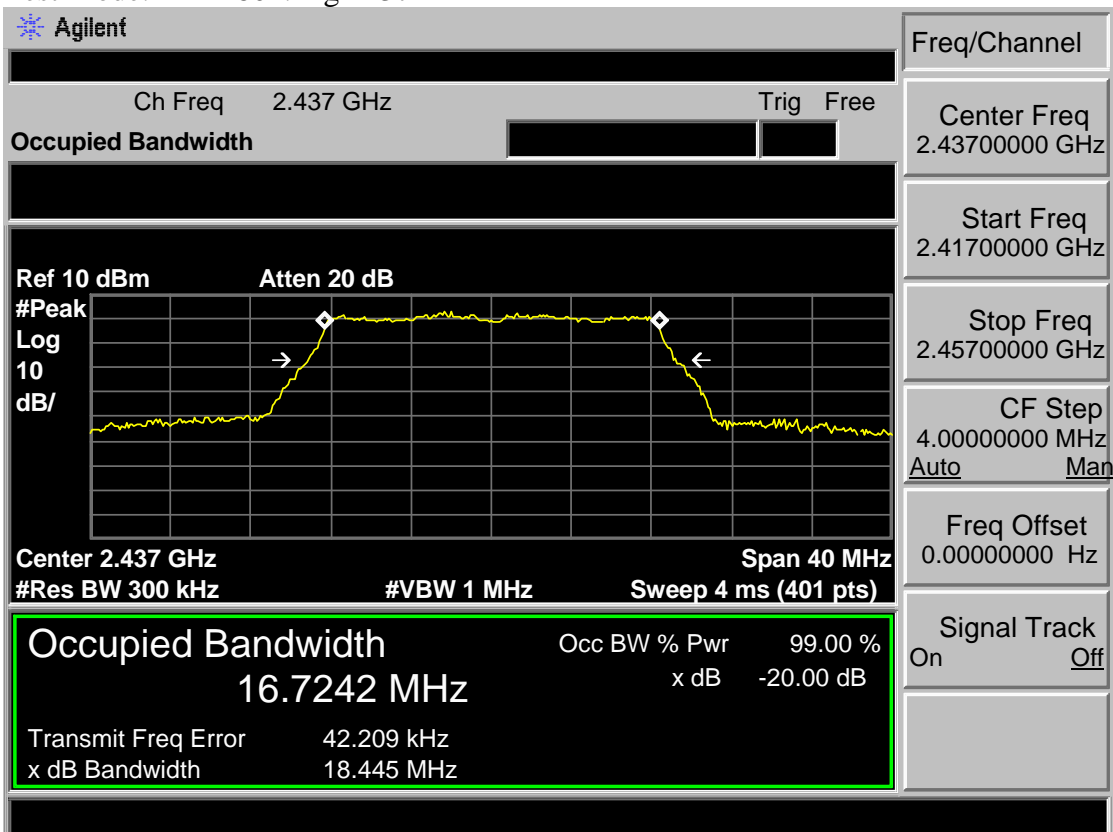 Agilent
Freq/Channel
Ch Freq 2.437 GHz Trig Free
Occupied Bandwidth
Center Freq
2.43700000 GHz
Start Freq
2.41700000 GHz
Stop Freq
2.45700000 GHz
CF Step
4.00000000 MHz
Auto Man
Freq Offset
0.00000000 Hz
Signal Track
On Off
Ref 10 dBm Atten 20 dB
#Peak
Log
10
dB/
Center 2.437 GHz Span 40 MHz
#Res BW 300 kHz #VBW 1 MHz Sweep 4 ms (401 pts)
Occupied Bandwidth
16.7242 MHz
Occ BW % Pwr 99.00 %
x dB -20.00 dB
Transmit Freq Error 42.209 kHz
x dB Bandwidth 18.445 MHz